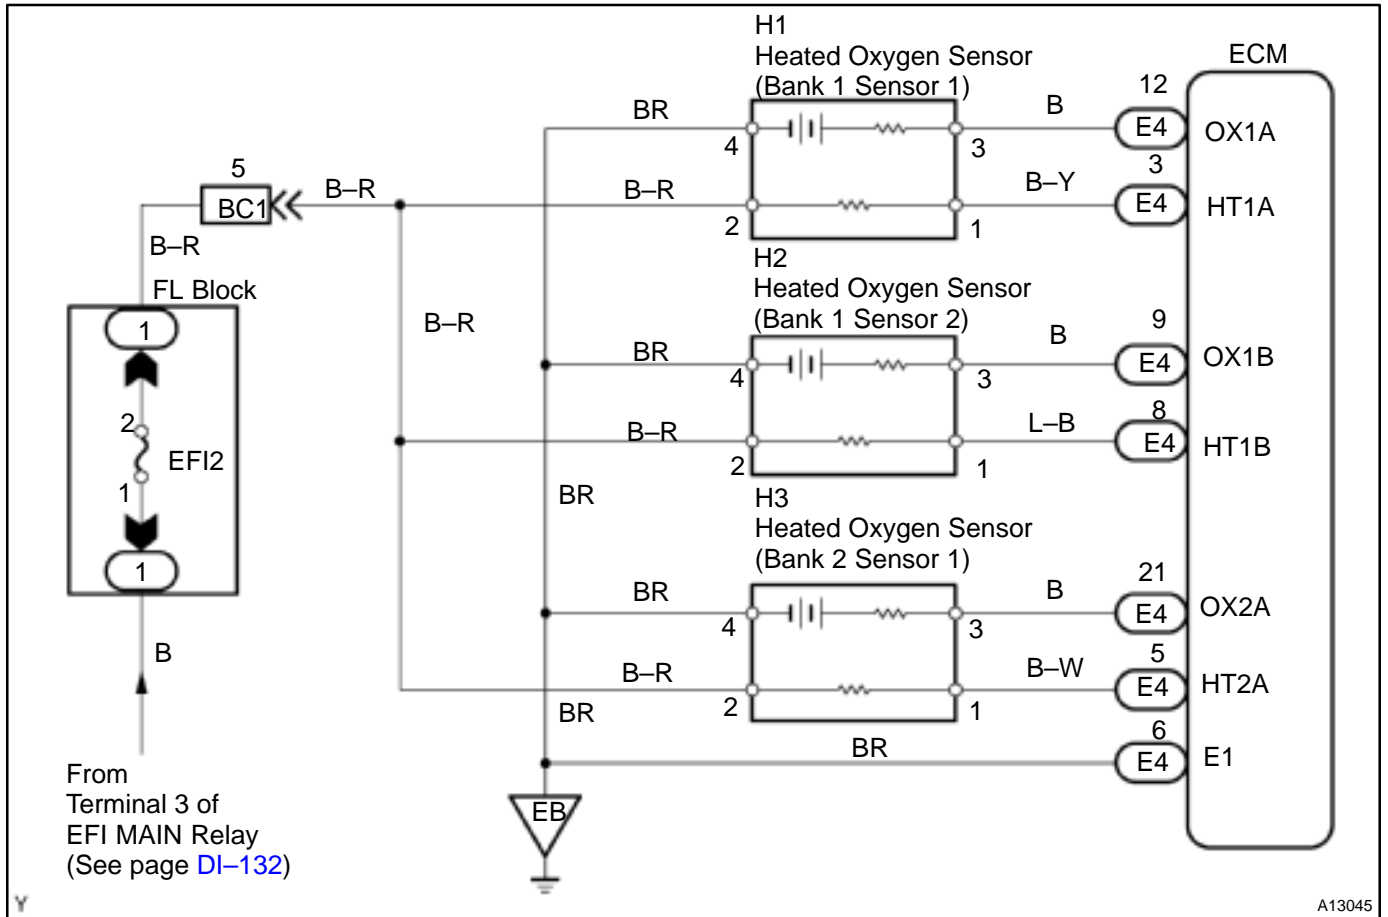 H1
Heated Oxygen Sensor
(Bank 1 Sensor 1)
ECM
BR
4
3
B
12
E4
OX1A
5
BC1
B–R
B–R
2
1
B–Y
3
E4
HT1A
B–R
FL Block
1
2
EFI2
1
1
B
From
Terminal 3 of
EFI MAIN Relay
(See page DI–132)
B–R
H2
Heated Oxygen Sensor
(Bank 1 Sensor 2)
BR
4
3
B
9
E4
OX1B
B–R
2
1
L–B
8
E4
HT1B
BR
H3
Heated Oxygen Sensor
(Bank 2 Sensor 1)
BR
4
3
B
21
E4
OX2A
B–R
2
1
B–W
5
E4
HT2A
BR
BR
6
E4
E1
EB
Y
A13045